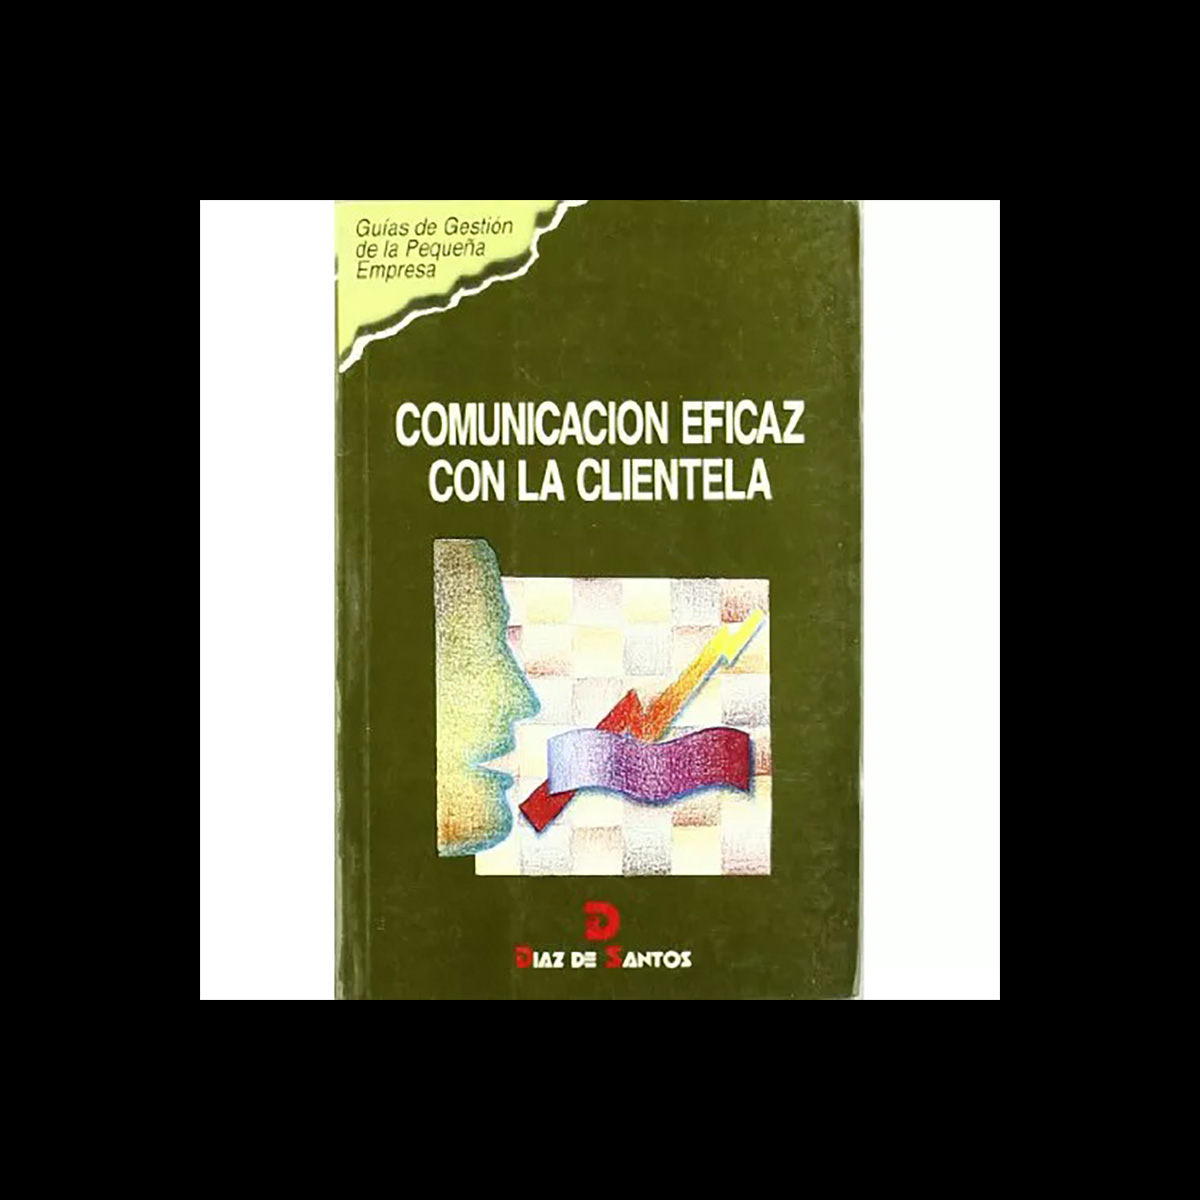 Guías de Gestión
de la Pequeña
Empresa
COMUNICACION EFICAZ
CON LA CLIENTELA
D
DIAZ DE SANTOS